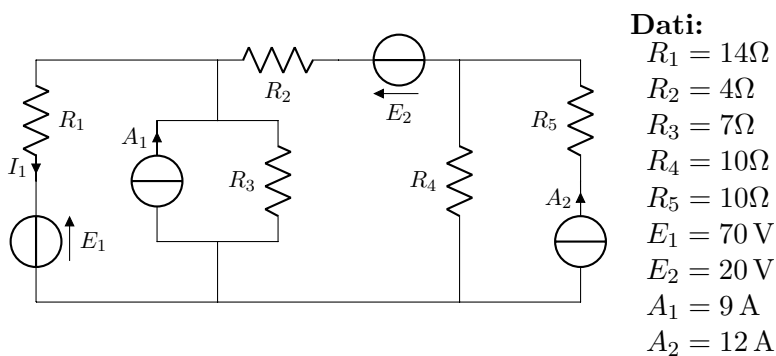 Dati:
R₁ = 14Ω
R₂ = 4Ω
R₃ = 7Ω
R₄ = 10Ω
R₅ = 10Ω
E₁ = 70 V
E₂ = 20 V
A₁ = 9 A
A₂ = 12 A
R₂
E₂
R₁
A₁
R₅
I₁
R₃
R₄
A₂
E₁